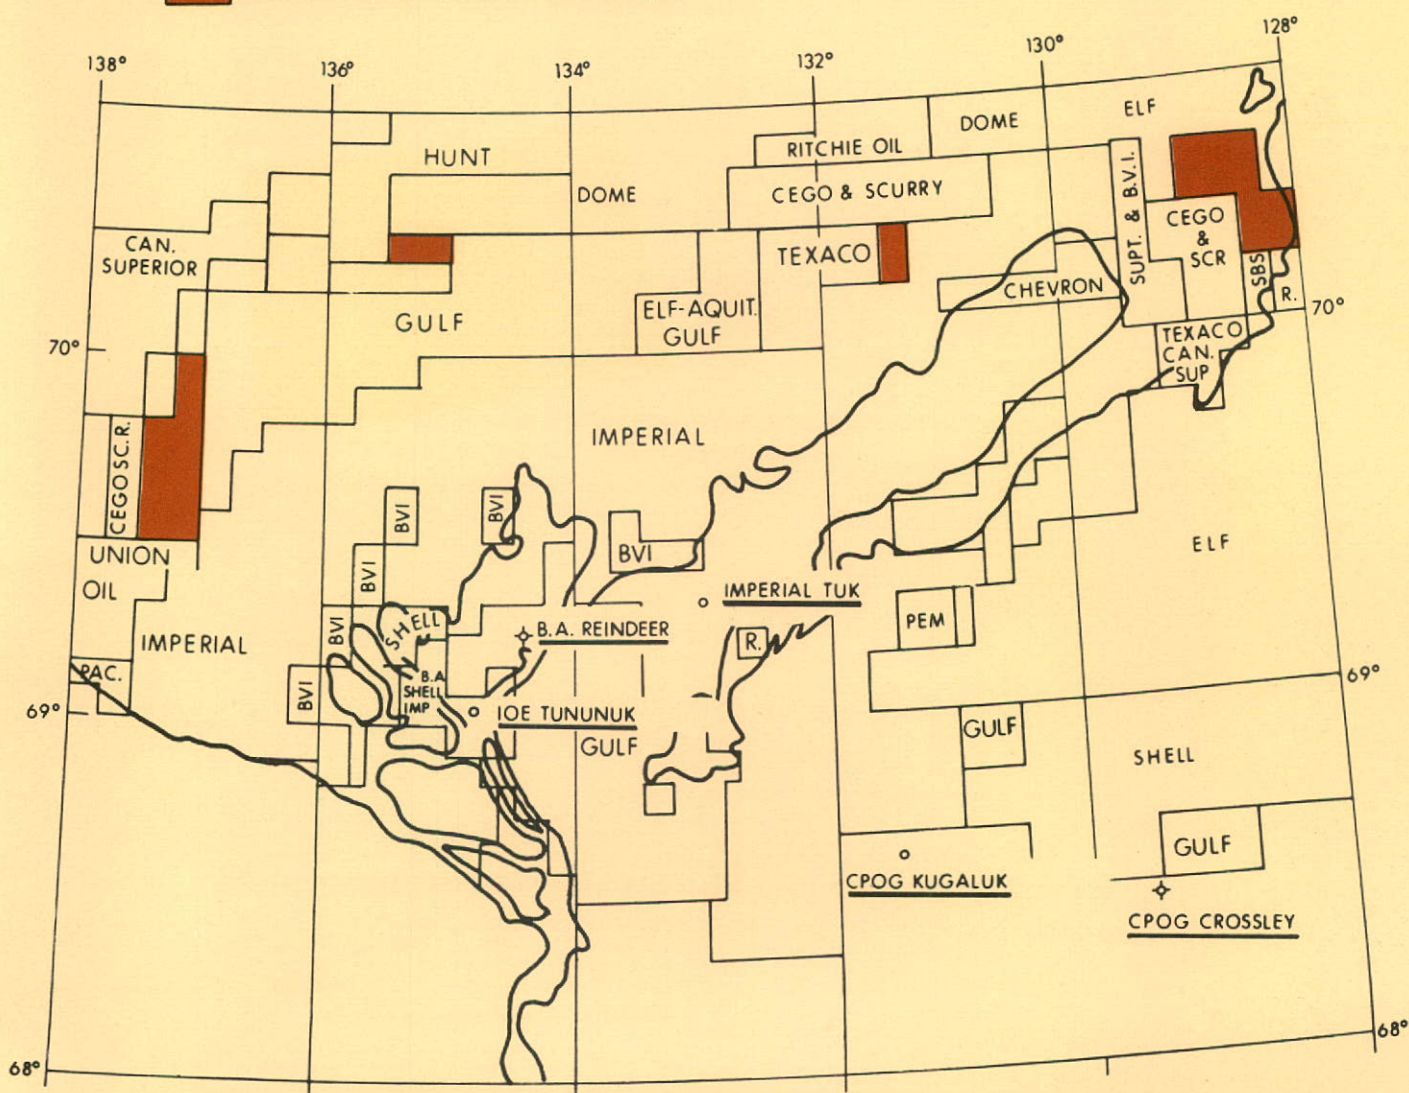 128°
130°
132°
134°
136°
138°
ELF
DOME
RITCHIE OIL
HUNT
CEGO & SCURRY
DOME
SUPT. & B.V.I.
CEGO
&
SCR
CAN.
SUPERIOR
TEXACO
SBS
R.
CHEVRON
ELF-AQUIT.
GULF
GULF
70°
70°
TEXACO
CAN.
SUP
IMPERIAL
CEGO SC.R.
BVI
BVI
BVI
BVI
ELF
UNION
OIL
IMPERIAL TUK
PEM
SHELL
BVI
B.A. REINDEER
R.
IMPERIAL
PAC.
B.A
SHELL
IMP
BVI
69°
69°
IOE TUNUNUK
GULF
GULF
SHELL
GULF
CPOG KUGALUK
CPOG CROSSLEY
68°
68°